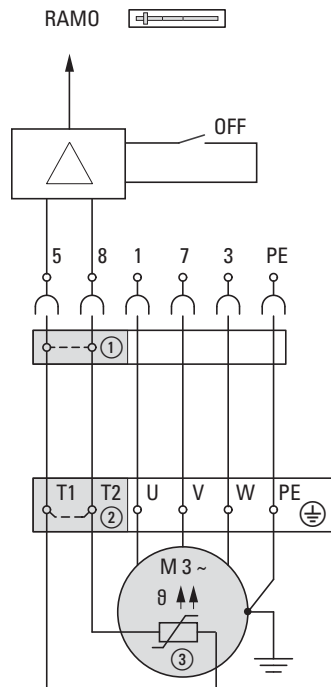 RAMO
OFF
5 8 1 7 3 PE
1
T1 T2 U V W PE
2
M 3 ~
ϑ
3